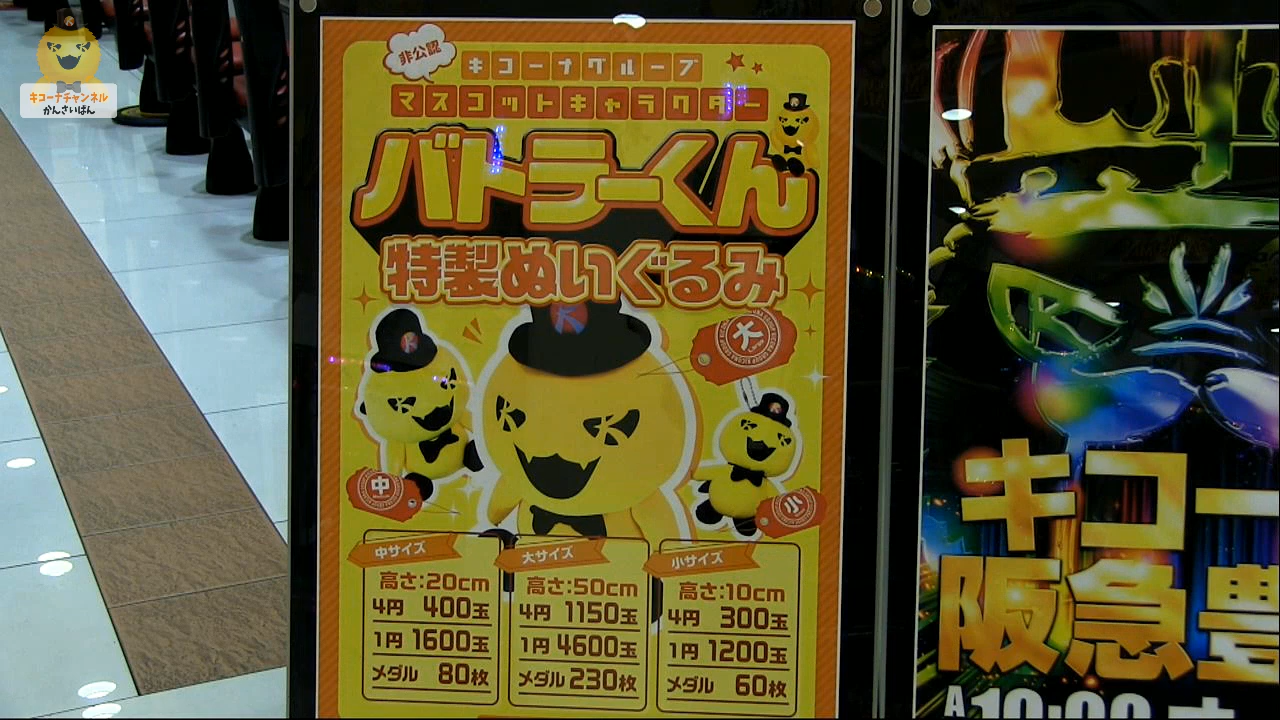 キコーナチャンネル
かんさいばん
非公認
キコーナグループ
マスコットキャラクター
バトラーくん
特製ぬいぐるみ
大
中
小
中サイズ
高さ:20cm
4円 400玉
1円 1600玉
メダル 80枚
大サイズ
高さ:50cm
4円 1150玉
1円 4600玉
メダル 230枚
小サイズ
高さ:10cm
4円 300玉
1円 1200玉
メダル 60枚
K
キコー
阪急豊